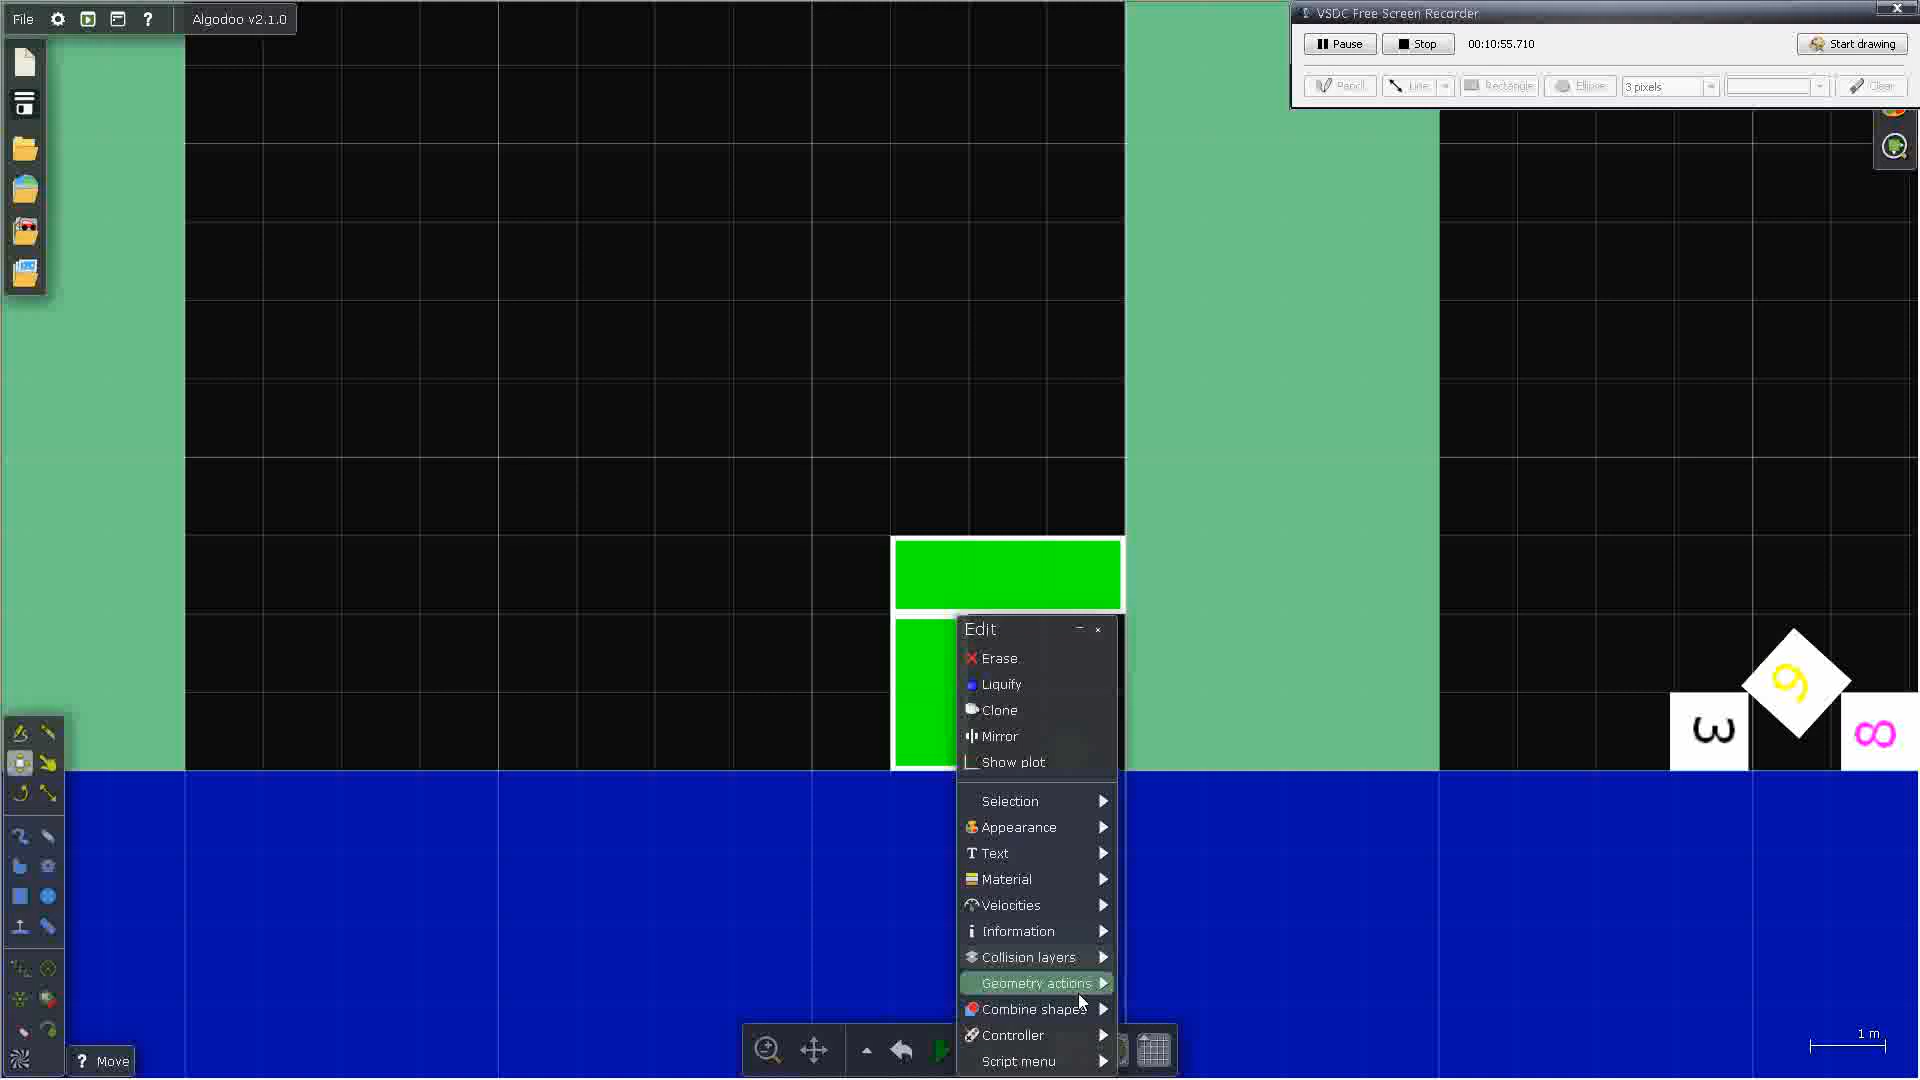 File
?
Algodoo v2.1.0
VSDC Free Screen Recorder
x
Pause
Stop
00:10:55.710
Start drawing
Pencil
Line
Rectangle
Ellipse
3 pixels
Clear
Edit
Erase
Liquify
Clone
Mirror
Show plot
Selection
Appearance
T Text
Material
Velocities
i Information
Collision layers
Geometry actions
Combine shapes
Controller
Script menu
3
6
8
? Move
1 m